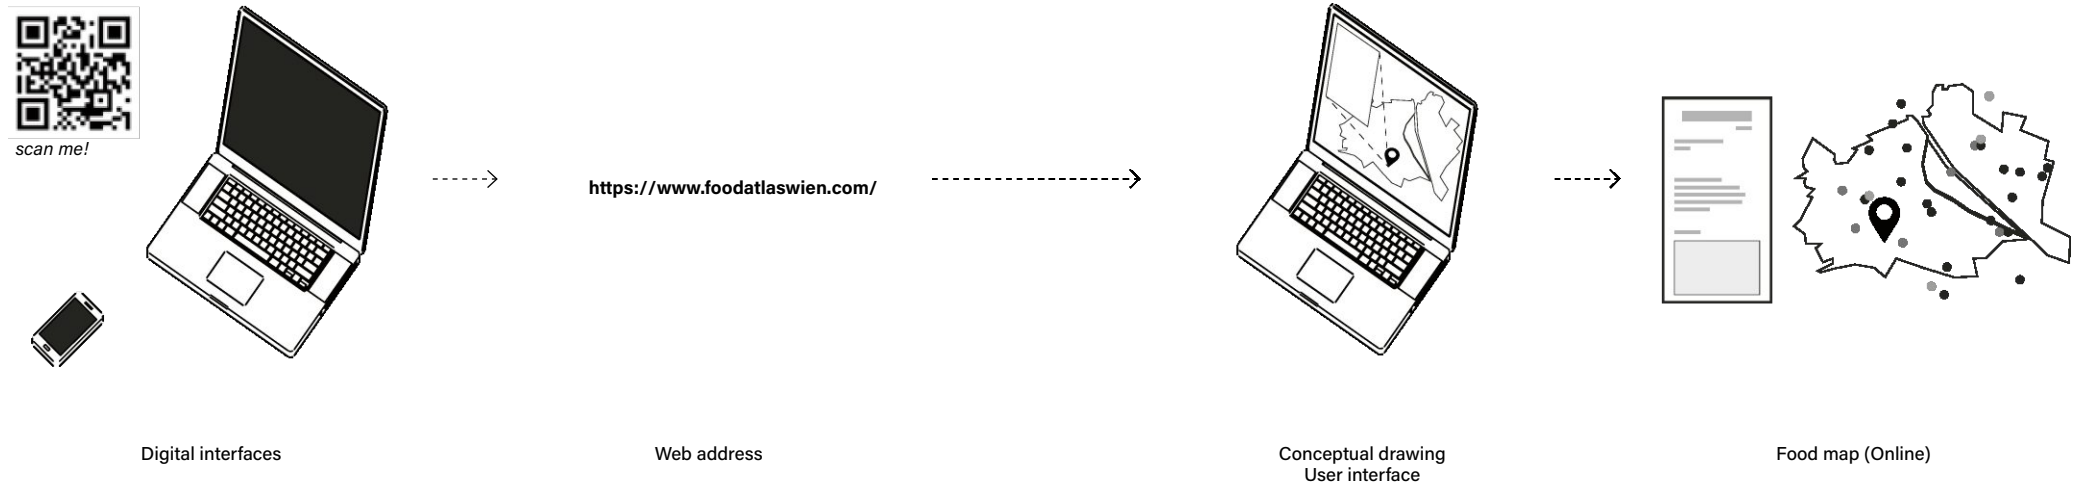 scan me!
https://www.foodatlaswien.com/
Digital interfaces
Web address
Conceptual drawing
User interface
Food map (Online)